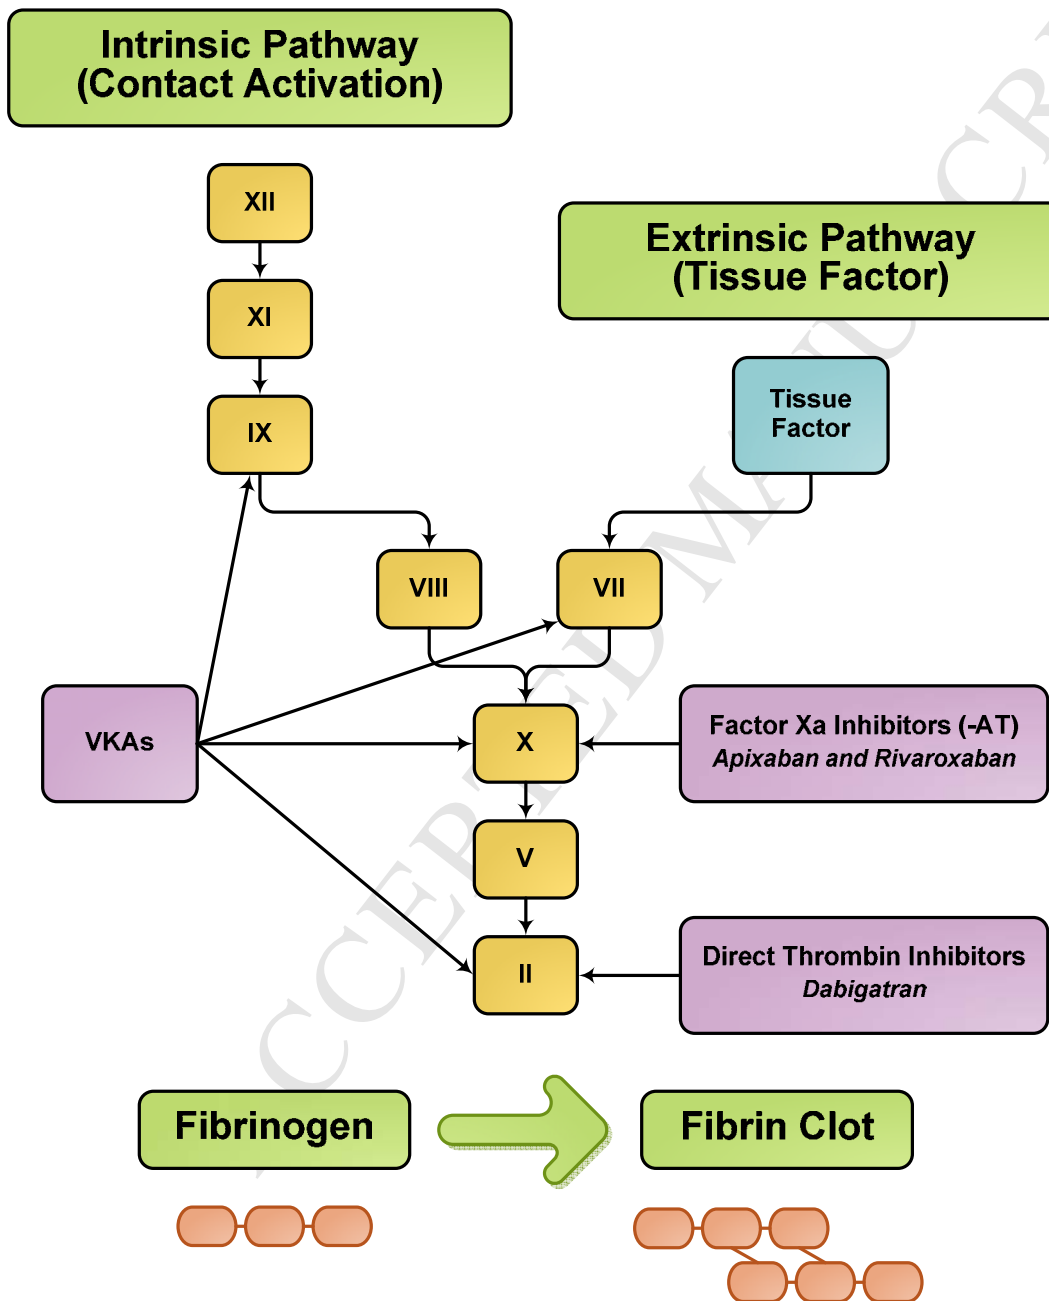 Intrinsic Pathway
(Contact Activation)
XII
Extrinsic Pathway
(Tissue Factor)
XI
Tissue
Factor
IX
VIII
VII
VKAs
X
Factor Xa Inhibitors (-AT)
Apixaban and Rivaroxaban
V
II
Direct Thrombin Inhibitors
Dabigatran
Fibrinogen
Fibrin Clot